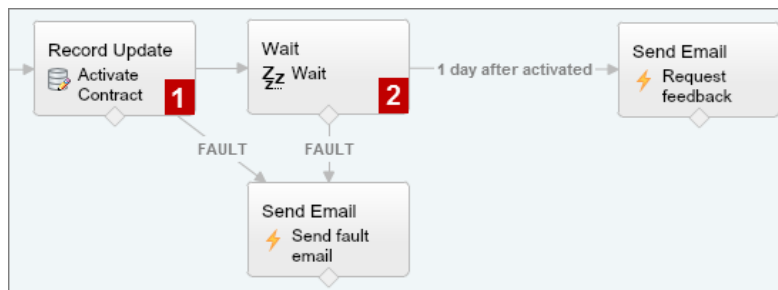 Record Update
Activate
Contract
1
Wait
Zzz... Wait
2
1 day after activated
Send Email
Request
feedback
FAULT
FAULT
Send Email
Send fault
email